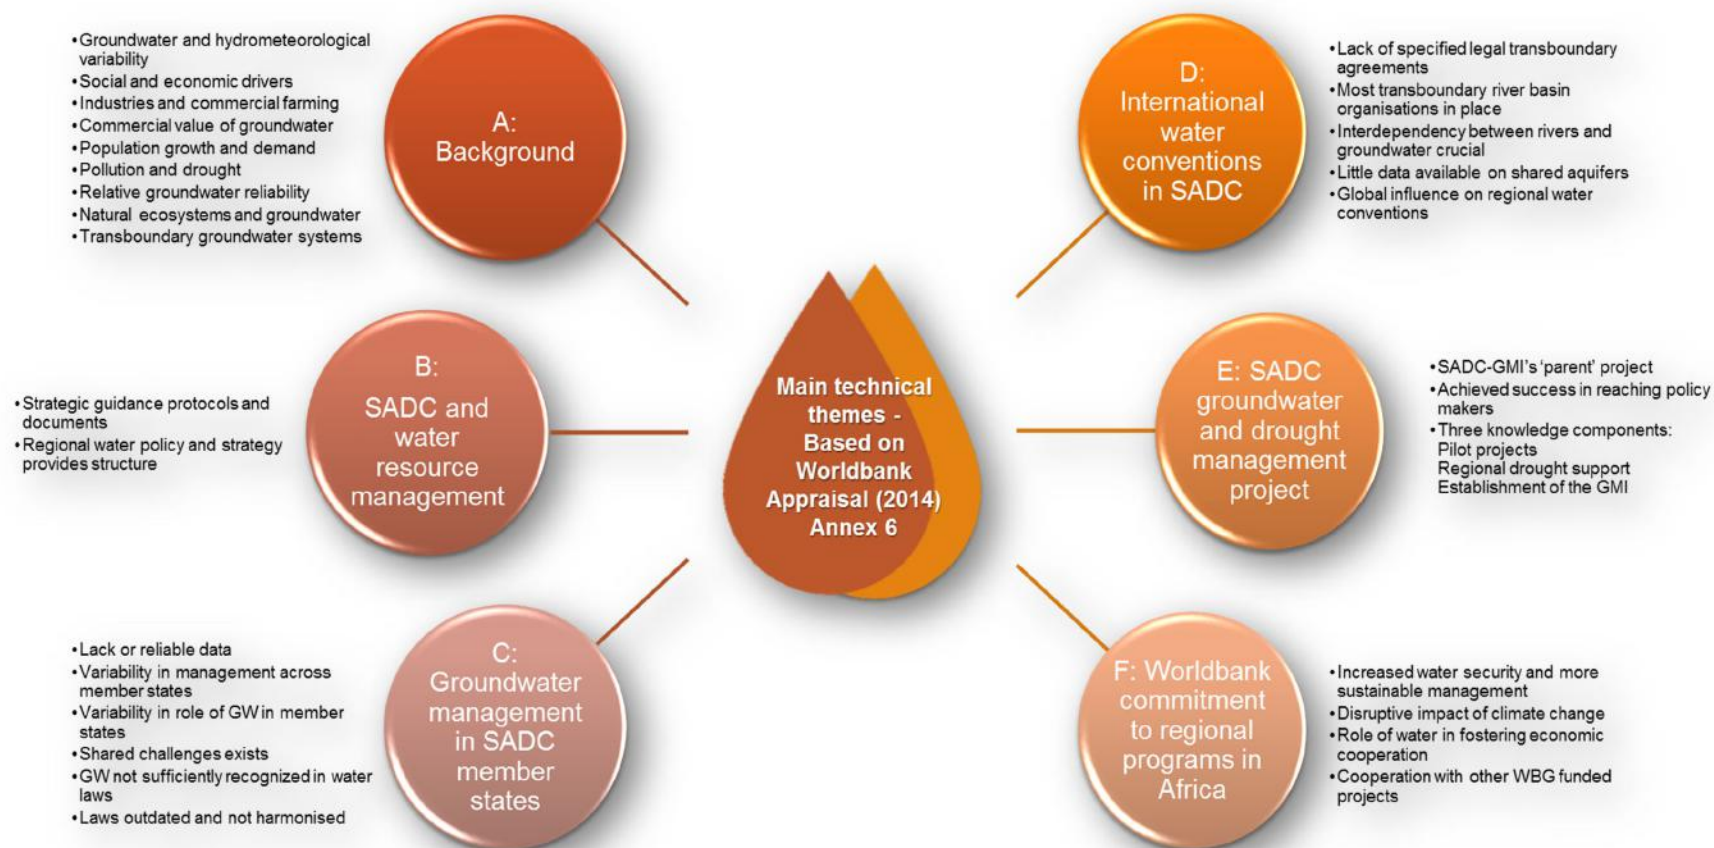 •Groundwater and hydrometeorological
variability
•Social and economic drivers
•Industries and commercial farming
•Commercial value of groundwater
•Population growth and demand
•Pollution and drought
•Relative groundwater reliability
•Natural ecosystems and groundwater
•Transboundary groundwater systems
A:
Background
•Strategic guidance protocols and
documents
•Regional water policy and strategy
provides structure
B:
SADC and
water
resource
management
•Lack or reliable data
•Variability in management across
member states
•Variability in role of GW in member
states
•Shared challenges exists
•GW not sufficiently recognized in water
laws
•Laws outdated and not harmonised
C:
Groundwater
management
in SADC
member
states
Main technical
themes -
Based on
Worldbank
Appraisal (2014)
Annex 6
D:
International
water
conventions
in SADC
•Lack of specified legal transboundary
agreements
•Most transboundary river basin
organisations in place
•Interdependency between rivers and
groundwater crucial
•Little data available on shared aquifers
•Global influence on regional water
conventions
E: SADC
groundwater
and drought
management
project
•SADC-GMI's 'parent' project
•Achieved success in reaching policy
makers
•Three knowledge components:
Pilot projects
Regional drought support
Establishment of the GMI
F: Worldbank
commitment
to regional
programs in
Africa
•Increased water security and more
sustainable management
•Disruptive impact of climate change
•Role of water in fostering economic
cooperation
•Cooperation with other WBG funded
projects